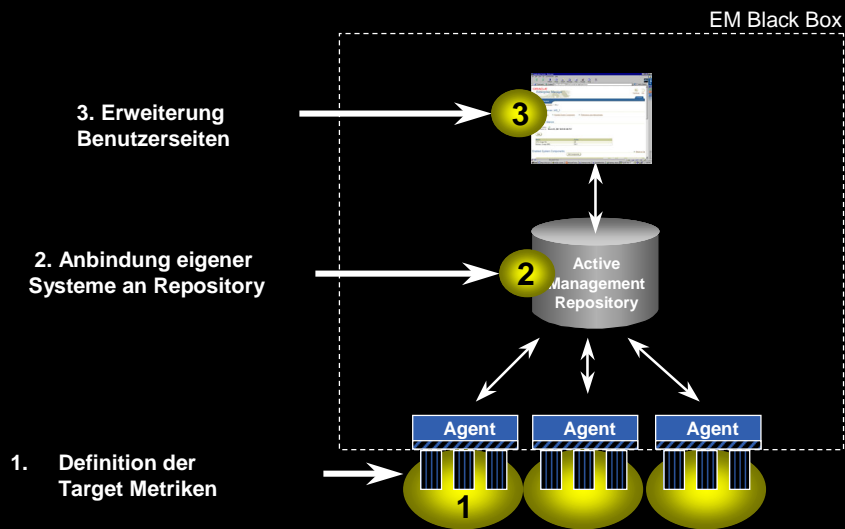 EM Black Box
3. Erweiterung
Benutzerseiten
3
2. Anbindung eigener
Systeme an Repository
2
Active
Management
Repository
Agent
Agent
Agent
1. Definition der
Target Metriken
1